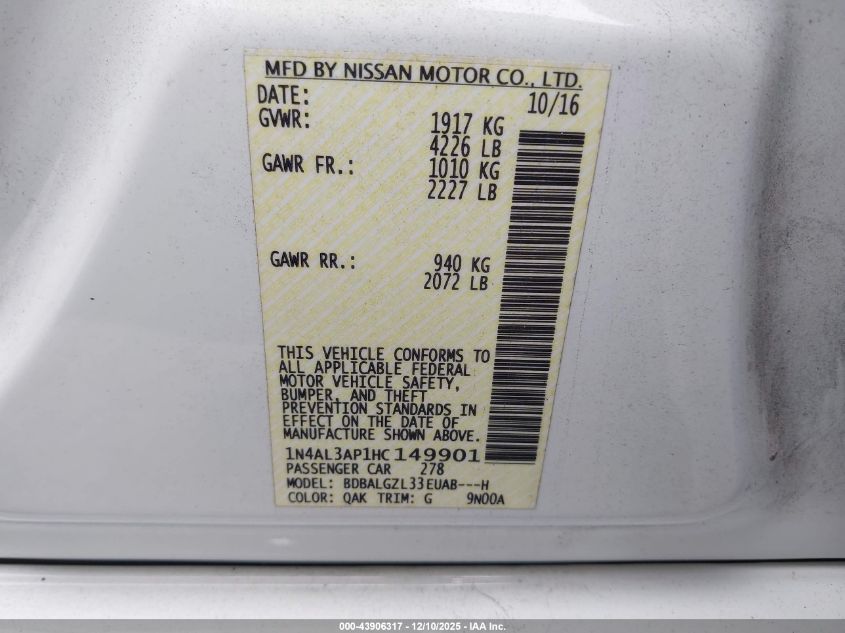 MFD BY NISSAN MOTOR CO., LTD.
DATE: 10/16
GVWR: 1917 KG
4226 LB
GAWR FR.: 1010 KG
2227 LB
GAWR RR.: 940 KG
2072 LB
THIS VEHICLE CONFORMS TO
ALL APPLICABLE FEDERAL
MOTOR VEHICLE SAFETY,
BUMPER, AND THEFT
PREVENTION STANDARDS IN
EFFECT ON THE DATE OF
MANUFACTURE SHOWN ABOVE.
1N4AL3AP1HC149901
PASSENGER CAR 278
MODEL: BDBALGZL33EUAB---H
COLOR: QAK TRIM: G 9N00A
000-43906317 - 12/10/2025 - IAA Inc.